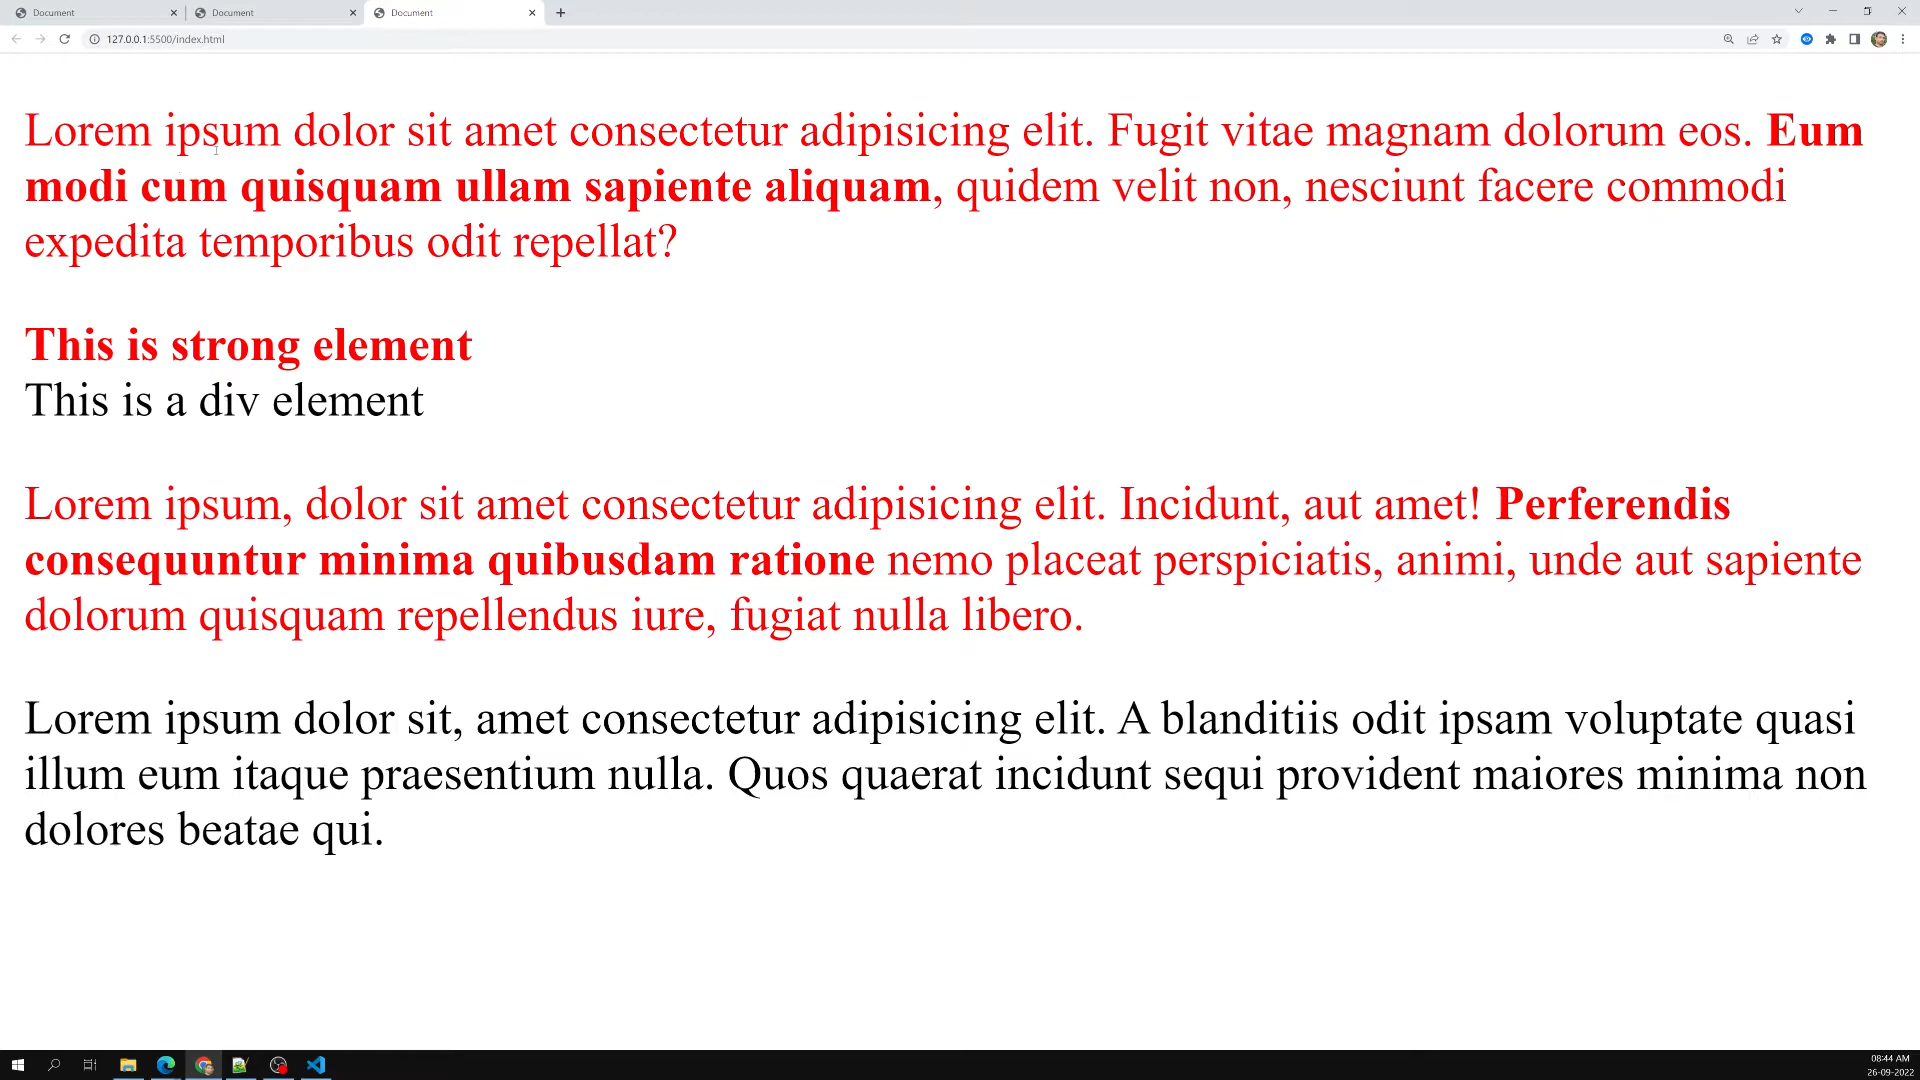 Document Document Document
127.0.0.1:5500/index.html
Lorem ipsum dolor sit amet consectetur adipisicing elit. Fugit vitae magnam dolorum eos. Eum
modi cum quisquam ullam sapiente aliquam, quidem velit non, nesciunt facere commodi
expedita temporibus odit repellat?
This is strong element
This is a div element
Lorem ipsum, dolor sit amet consectetur adipisicing elit. Incidunt, aut amet! Perferendis
consequuntur minima quibusdam ratione nemo placeat perspiciatis, animi, unde aut sapiente
dolorum quisquam repellendus iure, fugiat nulla libero.
Lorem ipsum dolor sit, amet consectetur adipisicing elit. A blanditiis odit ipsam voluptate quasi
illum eum itaque praesentium nulla. Quos quaerat incidunt sequi provident maiores minima non
dolores beatae qui.
08:44 AM
26-09-2022